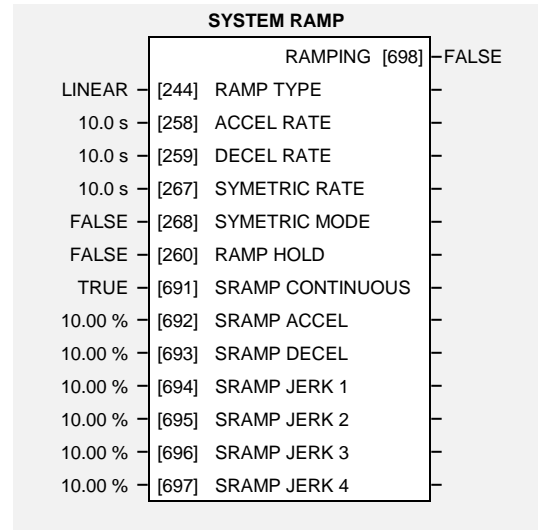 SYSTEM RAMP
RAMPING [698] FALSE
LINEAR [244] RAMP TYPE
10.0 s [258] ACCEL RATE
10.0 s [259] DECEL RATE
10.0 s [267] SYMETRIC RATE
FALSE [268] SYMETRIC MODE
FALSE [260] RAMP HOLD
TRUE [691] SRAMP CONTINUOUS
10.00 % [692] SRAMP ACCEL
10.00 % [693] SRAMP DECEL
10.00 % [694] SRAMP JERK 1
10.00 % [695] SRAMP JERK 2
10.00 % [696] SRAMP JERK 3
10.00 % [697] SRAMP JERK 4